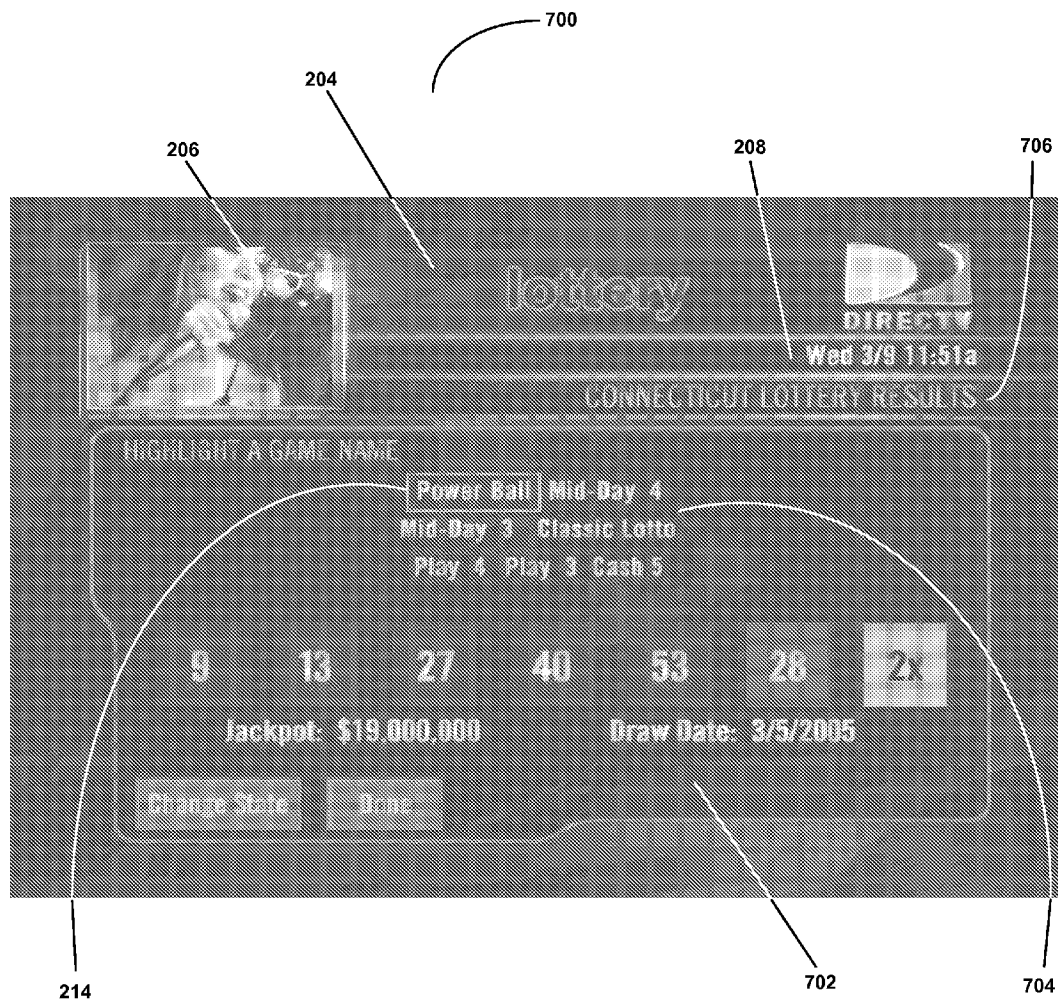 700
204
206
208
706
lottery
DIRECTV
Wed 3/9 11:51a
CONNECTICUT LOTTERY RESULTS
HIGHLIGHT A GAME NAME
Power Ball Mid-Day 4
Mid-Day 3 Classic Lotto
Play 4 Play 3 Cash 5
9 13 27 40 53 28 2x
Jackpot: $19,000,000 Draw Date: 3/5/2005
Change State Done
214
702
704